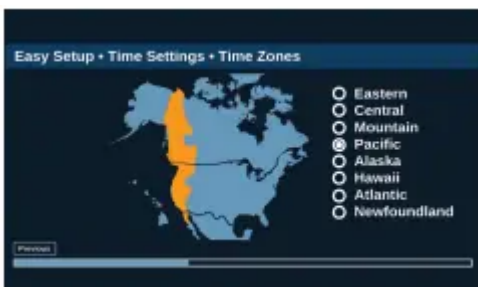 Easy Setup • Time Settings • Time Zones
Eastern
Central
Mountain
Pacific
Alaska
Hawaii
Atlantic
Newfoundland
Previous